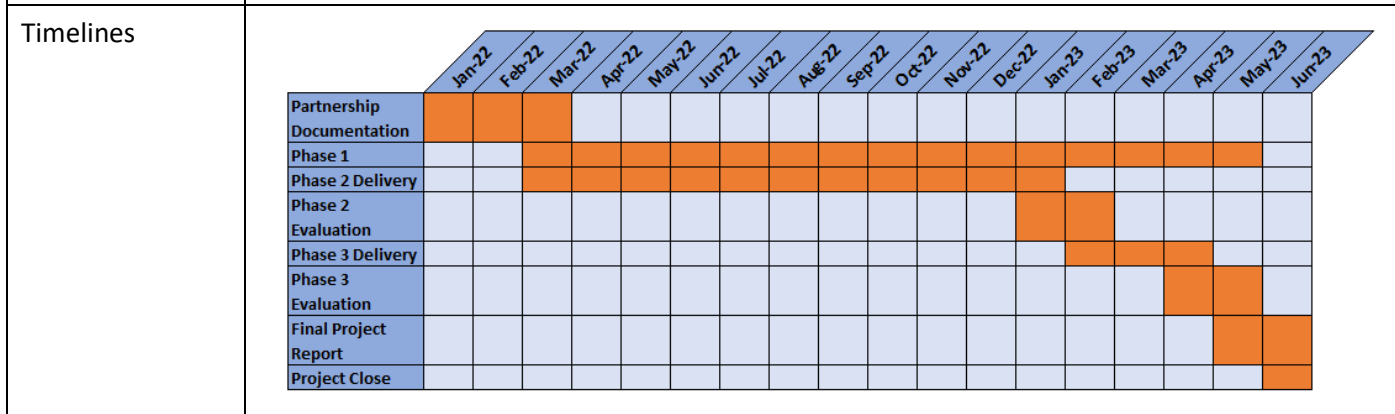 Timelines
Jan-22 Feb-22 Mar-22 Apr-22 May-22 Jun-22 Jul-22 Aug-22 Sep-22 Oct-22 Nov-22 Dec-22 Jan-23 Feb-23 Mar-23 Apr-23 May-23 Jun-23
Partnership
Documentation
Phase 1
Phase 2 Delivery
Phase 2
Evaluation
Phase 3 Delivery
Phase 3
Evaluation
Final Project
Report
Project Close